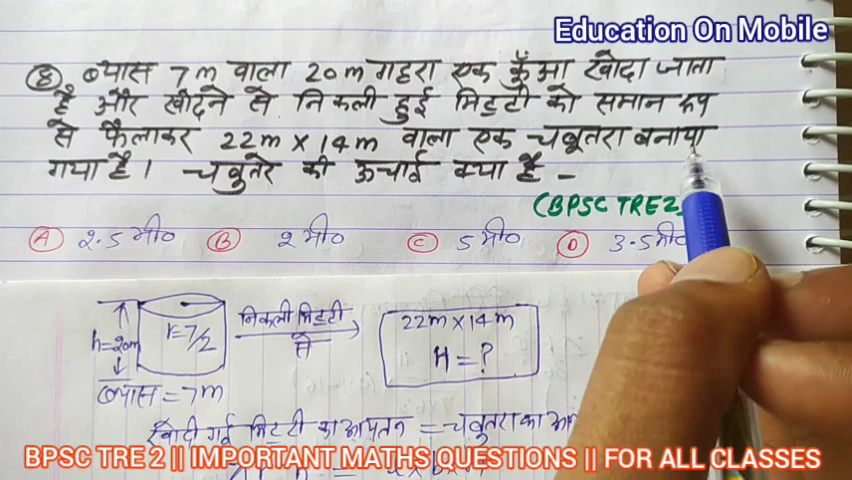 Education On Mobile
(8) व्यास 7m वाला 20m गहरा एक कुँआ खोदा जाता
है और खोदने से निकली हुई मिट्टी को समान रूप
से फैलाकर 22m x 14m वाला एक चबूतरा बनाया
गया है। चबुतरे की ऊचाई क्या है -
(BPSC TRE2)
(A) 2.5 मी० (B) 2 मी० (C) 5 मी० (D) 3.5 मी०
h=20m
r=7/2
निकली मिट्टी
से
22m x 14m
H = ?
व्यास = 7m
खोदी गई मिट्टी का आयतन = चबुतरा का
BPSC TRE 2 || IMPORTANT MATHS QUESTIONS || FOR ALL CLASSES